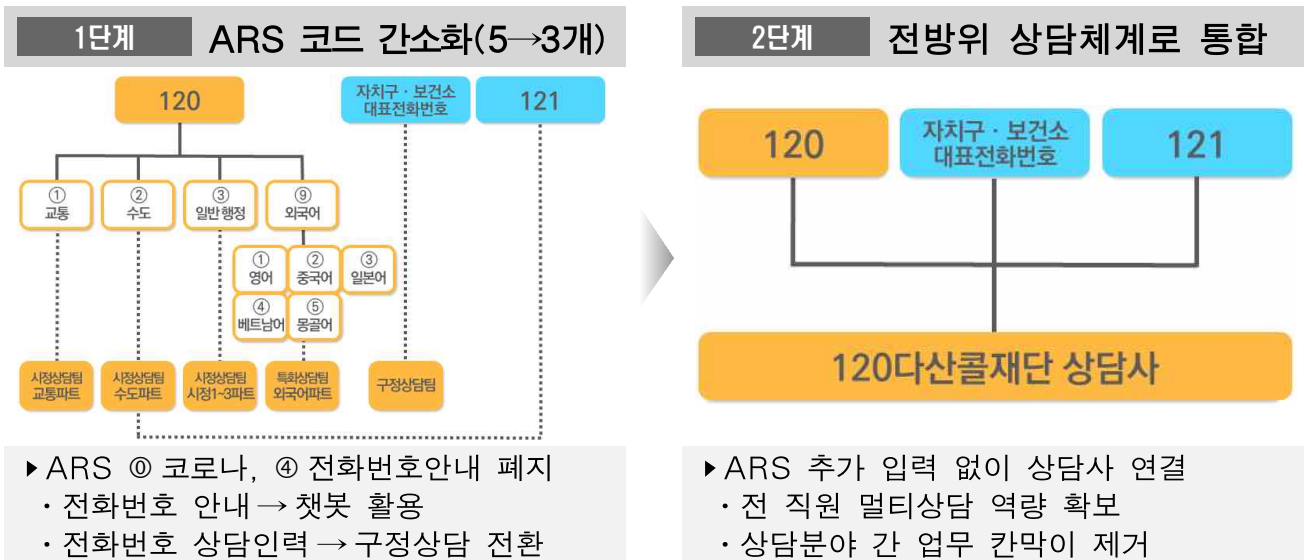 1단계 ARS 코드 간소화(5→3개)
120
자치구 · 보건소
대표전화번호
121
①
교통
②
수도
③
일반 행정
⑨
외국어
①
영어
②
중국어
③
일본어
④
베트남어
⑤
몽골어
시정상담팀
교통파트
시정상담팀
수도파트
시정상담팀
시정1~3파트
특화상담팀
외국어파트
구정상담팀
▶ARS ⓪ 코로나, ④ 전화번호안내 폐지
· 전화번호 안내→챗봇 활용
· 전화번호 상담인력→구정상담 전환
2단계 전방위 상담체계로 통합
120
자치구 · 보건소
대표전화번호
121
120다산콜재단 상담사
▶ARS 추가 입력 없이 상담사 연결
· 전 직원 멀티상담 역량 확보
· 상담분야 간 업무 칸막이 제거